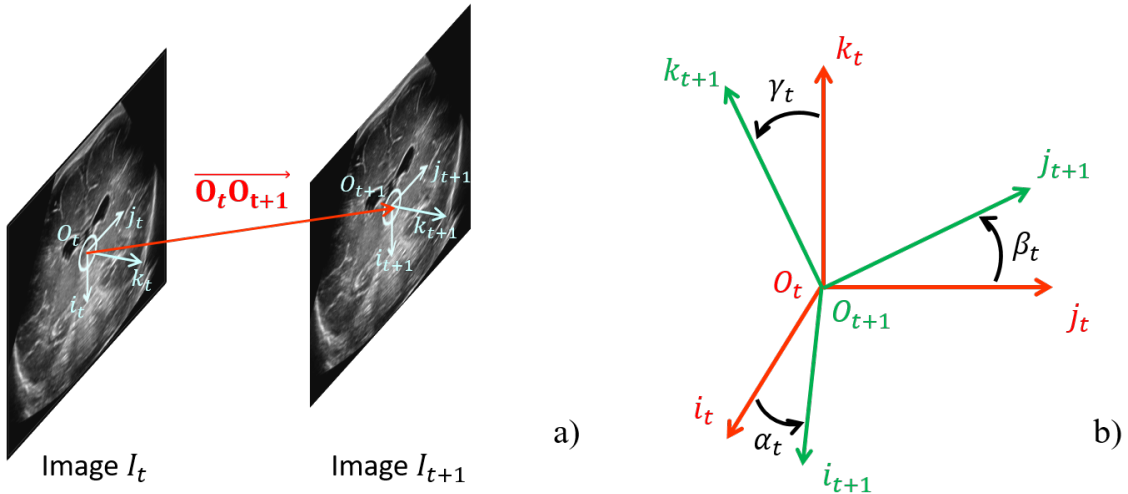 O_t
j_t
k_t
i_t
Image I_t
O_tO_{t+1}
O_{t+1}
j_{t+1}
k_{t+1}
i_{t+1}
Image I_{t+1}
a)
k_t
k_{t+1}
γ_t
j_{t+1}
β_t
O_t
O_{t+1}
j_t
i_t
α_t
i_{t+1}
b)